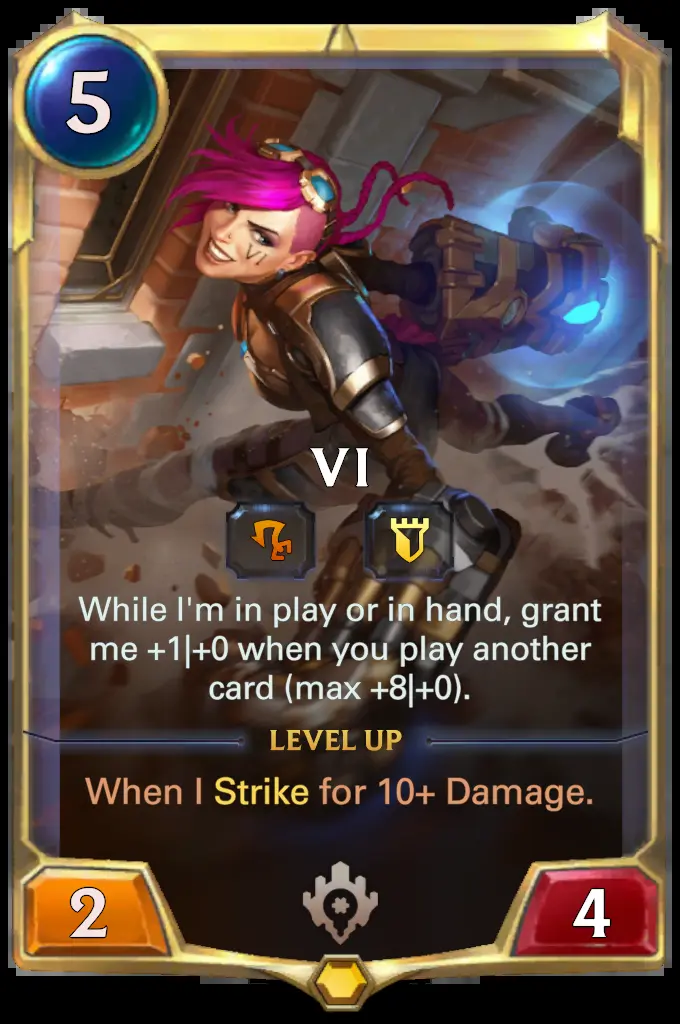 5
VI
VI
While I'm in play or in hand, grant
me +1|+0 when you play another
card (max +8|+0).
LEVEL UP
When I Strike for 10+ Damage.
2
4